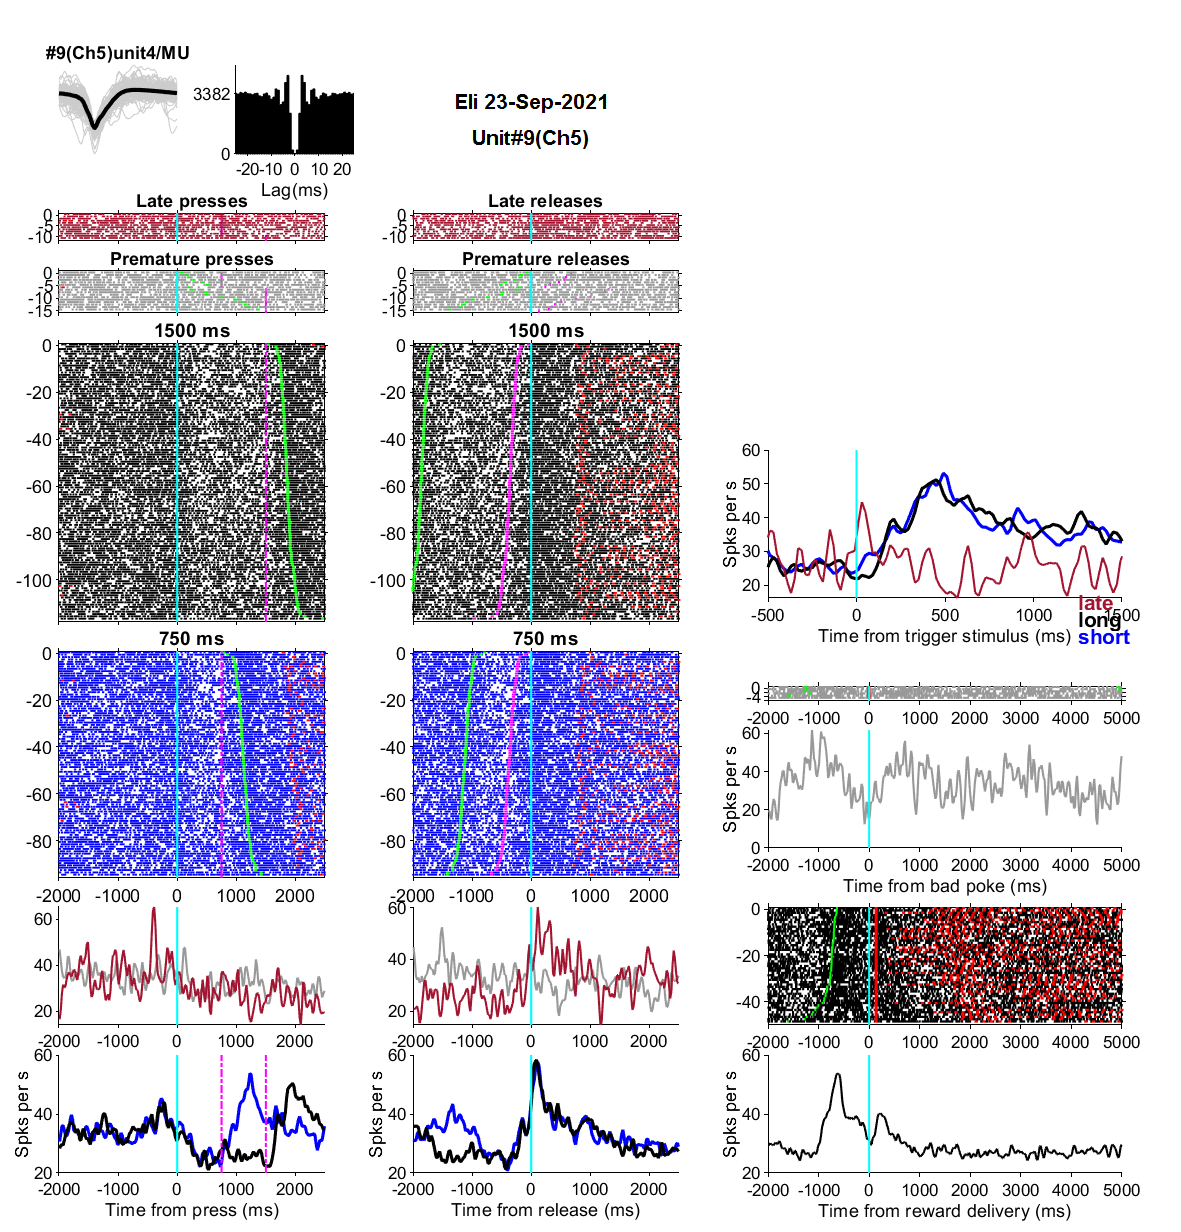 #9(Ch5)unit4/MU
3382
0
-20 -10 0 10 20
Lag(ms)
Eli 23-Sep-2021
Unit#9(Ch5)
Late presses
0
-5
-10
Late releases
0
-5
-10
Premature presses
0
-5
-10
-15
Premature releases
0
-5
-10
-15
1500 ms
0
-20
-40
-60
-80
-100
1500 ms
0
-20
-40
-60
-80
-100
60
50
40
30
20
Spks per s
-500 0 500 1000 1500
Time from trigger stimulus (ms)
late
long
short
750 ms
0
-20
-40
-60
-80
-2000 -1000 0 1000 2000
750 ms
0
-20
-40
-60
-80
-2000 -1000 0 1000 2000
0
-4
-2000 -1000 0 1000 2000 3000 4000 5000
60
40
20
0
Spks per s
-2000 -1000 0 1000 2000 3000 4000 5000
Time from bad poke (ms)
60
40
20
-2000 -1000 0 1000 2000
60
40
20
-2000 -1000 0 1000 2000
0
-20
-40
-2000 -1000 0 1000 2000 3000 4000 5000
60
40
20
Spks per s
-2000 -1000 0 1000 2000
Time from press (ms)
60
40
20
Spks per s
-2000 -1000 0 1000 2000
Time from release (ms)
60
40
20
Spks per s
-2000 -1000 0 1000 2000 3000 4000 5000
Time from reward delivery (ms)